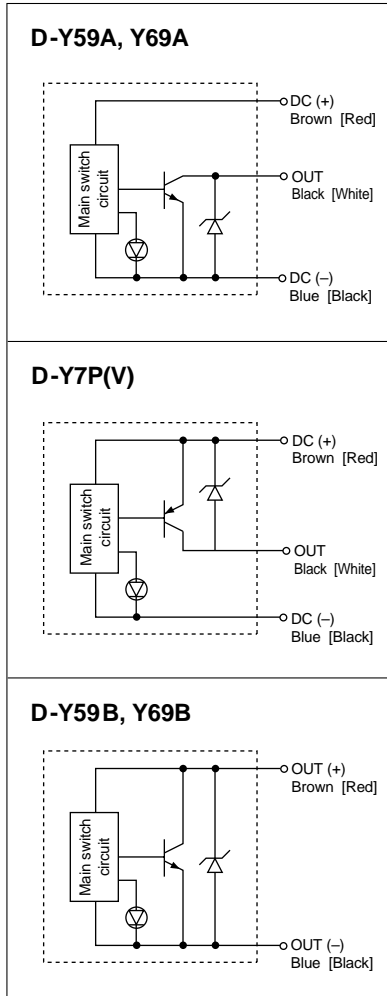 D-Y59A, Y69A
DC (+)
Brown [Red]
Main switch
circuit
OUT
Black [White]
DC (–)
Blue [Black]
D-Y7P(V)
DC (+)
Brown [Red]
Main switch
circuit
OUT
Black [White]
DC (–)
Blue [Black]
D-Y59B, Y69B
OUT (+)
Brown [Red]
Main switch
circuit
OUT (–)
Blue [Black]